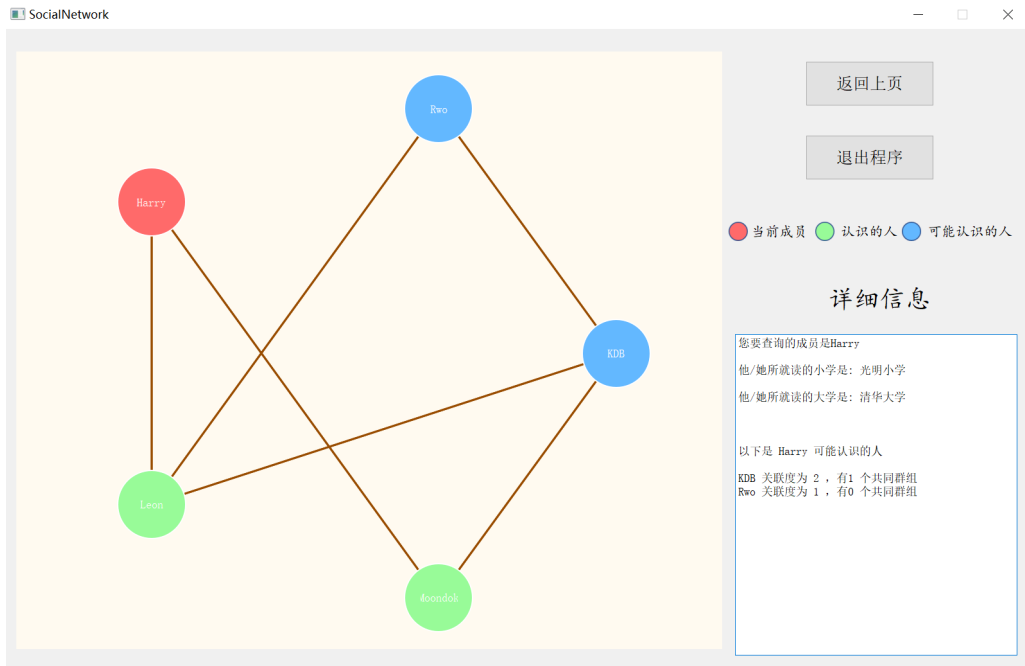 SocialNetwork
Rwo
Harry
KDB
Leon
返回上页
退出程序
当前成员 认识的人 可能认识的人
详细信息
您要查询的成员是Harry
他/她所就读的小学是: 光明小学
他/她所就读的大学是: 清华大学
以下是 Harry 可能认识的人
KDB 关联度为 2 ，有1 个共同群组
Rwo 关联度为 1 ，有0 个共同群组